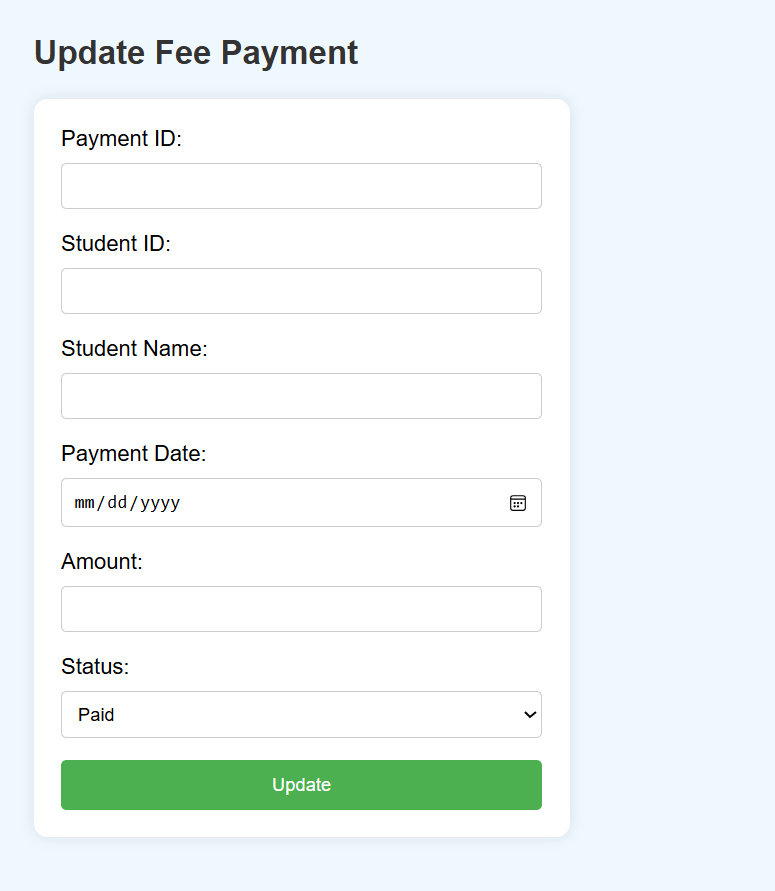 Update Fee Payment
Payment ID:
Student ID:
Student Name:
Payment Date:
mm/dd/yyyy
Amount:
Status:
Paid
Update